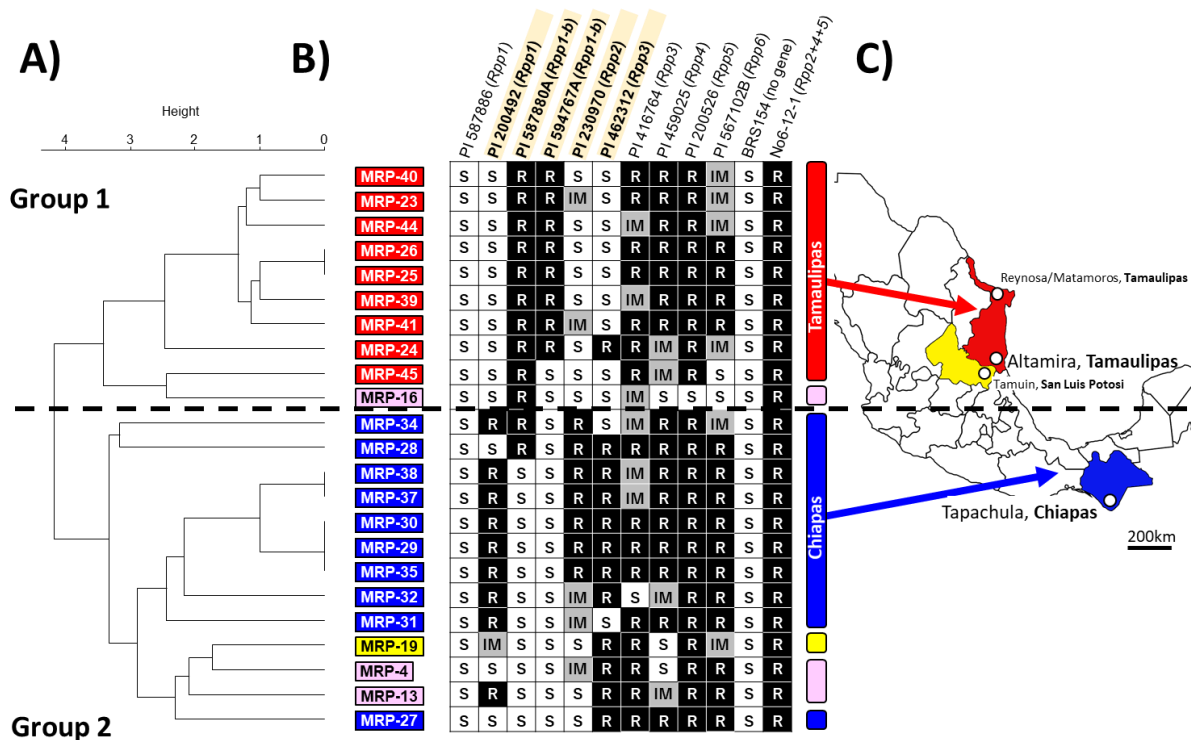 A)
B)
C)
Height
4 3 2 1 0
Group 1
Group 2
PI 587886 (Rpp1)
PI 200492 (Rpp1)
PI 587880A (Rpp1-b)
PI 594767A (Rpp1-b)
PI 230970 (Rpp2)
PI 462312 (Rpp3)
PI 416764 (Rpp3)
PI 459025 (Rpp4)
PI 200526 (Rpp5)
PI 567102B (Rpp6)
BRS154 (no gene)
No6-12-1 (Rpp2+4+5)
MRP-40 S S R R S S R R R IM S R
MRP-23 S S R R IM S R R R IM S R
MRP-44 S S R R S S IM R R IM S R
MRP-26 S S R R S S R R R R S R
MRP-25 S S R R S S R R R R S R
MRP-39 S S R R S S IM R R R S R
MRP-41 S S R R IM S R R R R S R
MRP-24 S S R R S R R IM R IM S R
MRP-45 S S R S S S R IM R S S R
MRP-16 S S R S S S IM S S S S R
MRP-34 S R R S R S IM R R IM S R
MRP-28 S S R S R R R R R R S R
MRP-38 S R S S R R IM R R R S R
MRP-37 S R S S R R IM R R R S R
MRP-30 S R S S R R R R R R S R
MRP-29 S R S S R R R R R R S R
MRP-35 S R S S R R R R R R S R
MRP-32 S R S S IM R S IM R R S R
MRP-31 S R S S IM S R R R R S R
MRP-19 S IM S S S R R S R IM S R
MRP-4 S S S S IM R R S R R S R
MRP-13 S R S S S R R IM R R S R
MRP-27 S S S S S R R R R R S R
Tamaulipas
Chiapas
Reynosa/Matamoros, Tamaulipas
Altamira, Tamaulipas
Tamuin, San Luis Potosi
Tapachula, Chiapas
200km